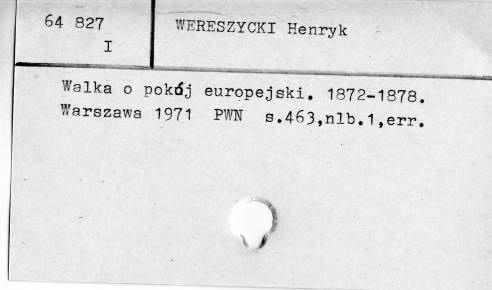 64 827
I
WERESZYCKI Henryk
Walka o pokój europejski. 1872-1878.
Warszawa 1971 PWN s.463,nlb.1,err.